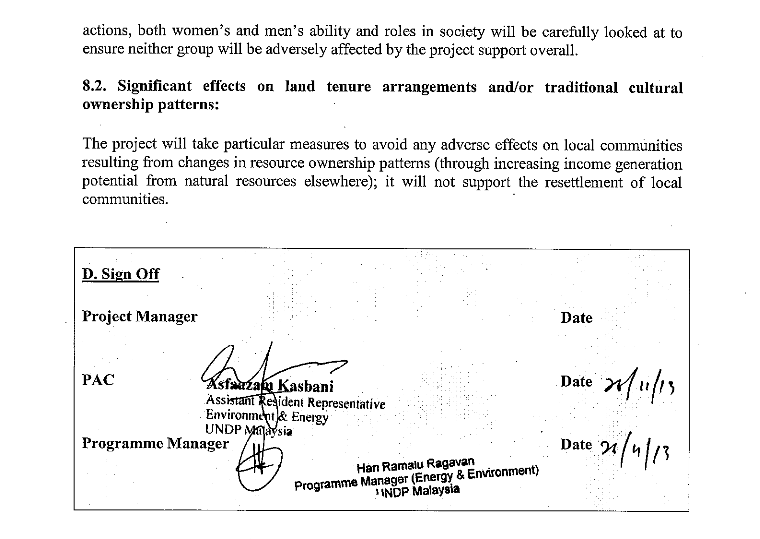 actions, both women's and men's ability and roles in society will be carefully looked at to
ensure neither group will be adversely affected by the project support overall.
8.2. Significant effects on land tenure arrangements and/or traditional cultural
ownership patterns:
The project will take particular measures to avoid any adverse effects on local communities
resulting from changes in resource ownership patterns (through increasing income generation
potential from natural resources elsewhere); it will not support the resettlement of local
communities.
D. Sign Off
Project Manager Date
PAC Date /11/13
Asfaazam Kasbani
Assistant Resident Representative
Environment & Energy
UNDP Malaysia
Programme Manager Date /13
Han Ramalu Ragavan
Programme Manager (Energy & Environment)
UNDP Malaysia